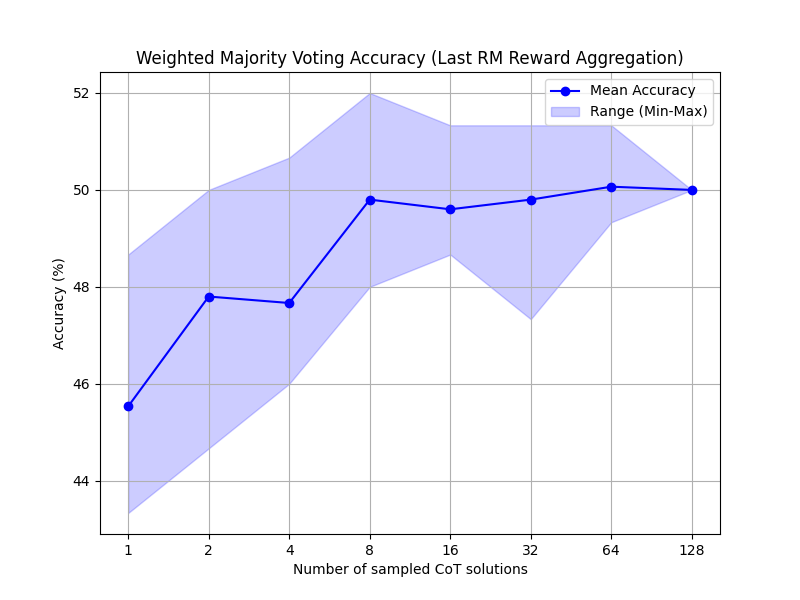 Weighted Majority Voting Accuracy (Last RM Reward Aggregation)
Mean Accuracy
Range (Min-Max)
52
50
48
46
44
Accuracy (%)
1 2 4 8 16 32 64 128
Number of sampled CoT solutions